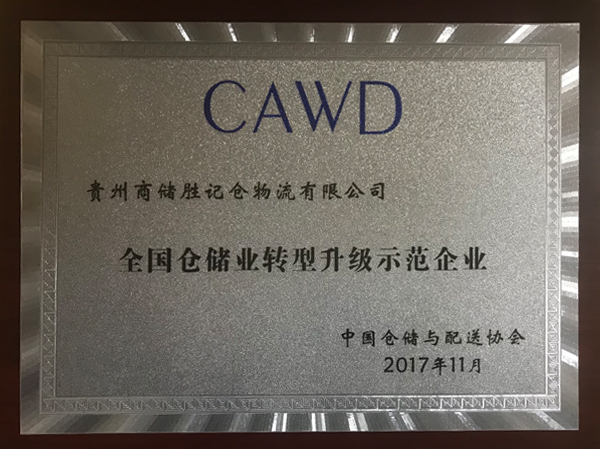 CAWD
贵州商储胜记仓物流有限公司
全国仓储业转型升级示范企业
中国仓储与配送协会
2017年11月